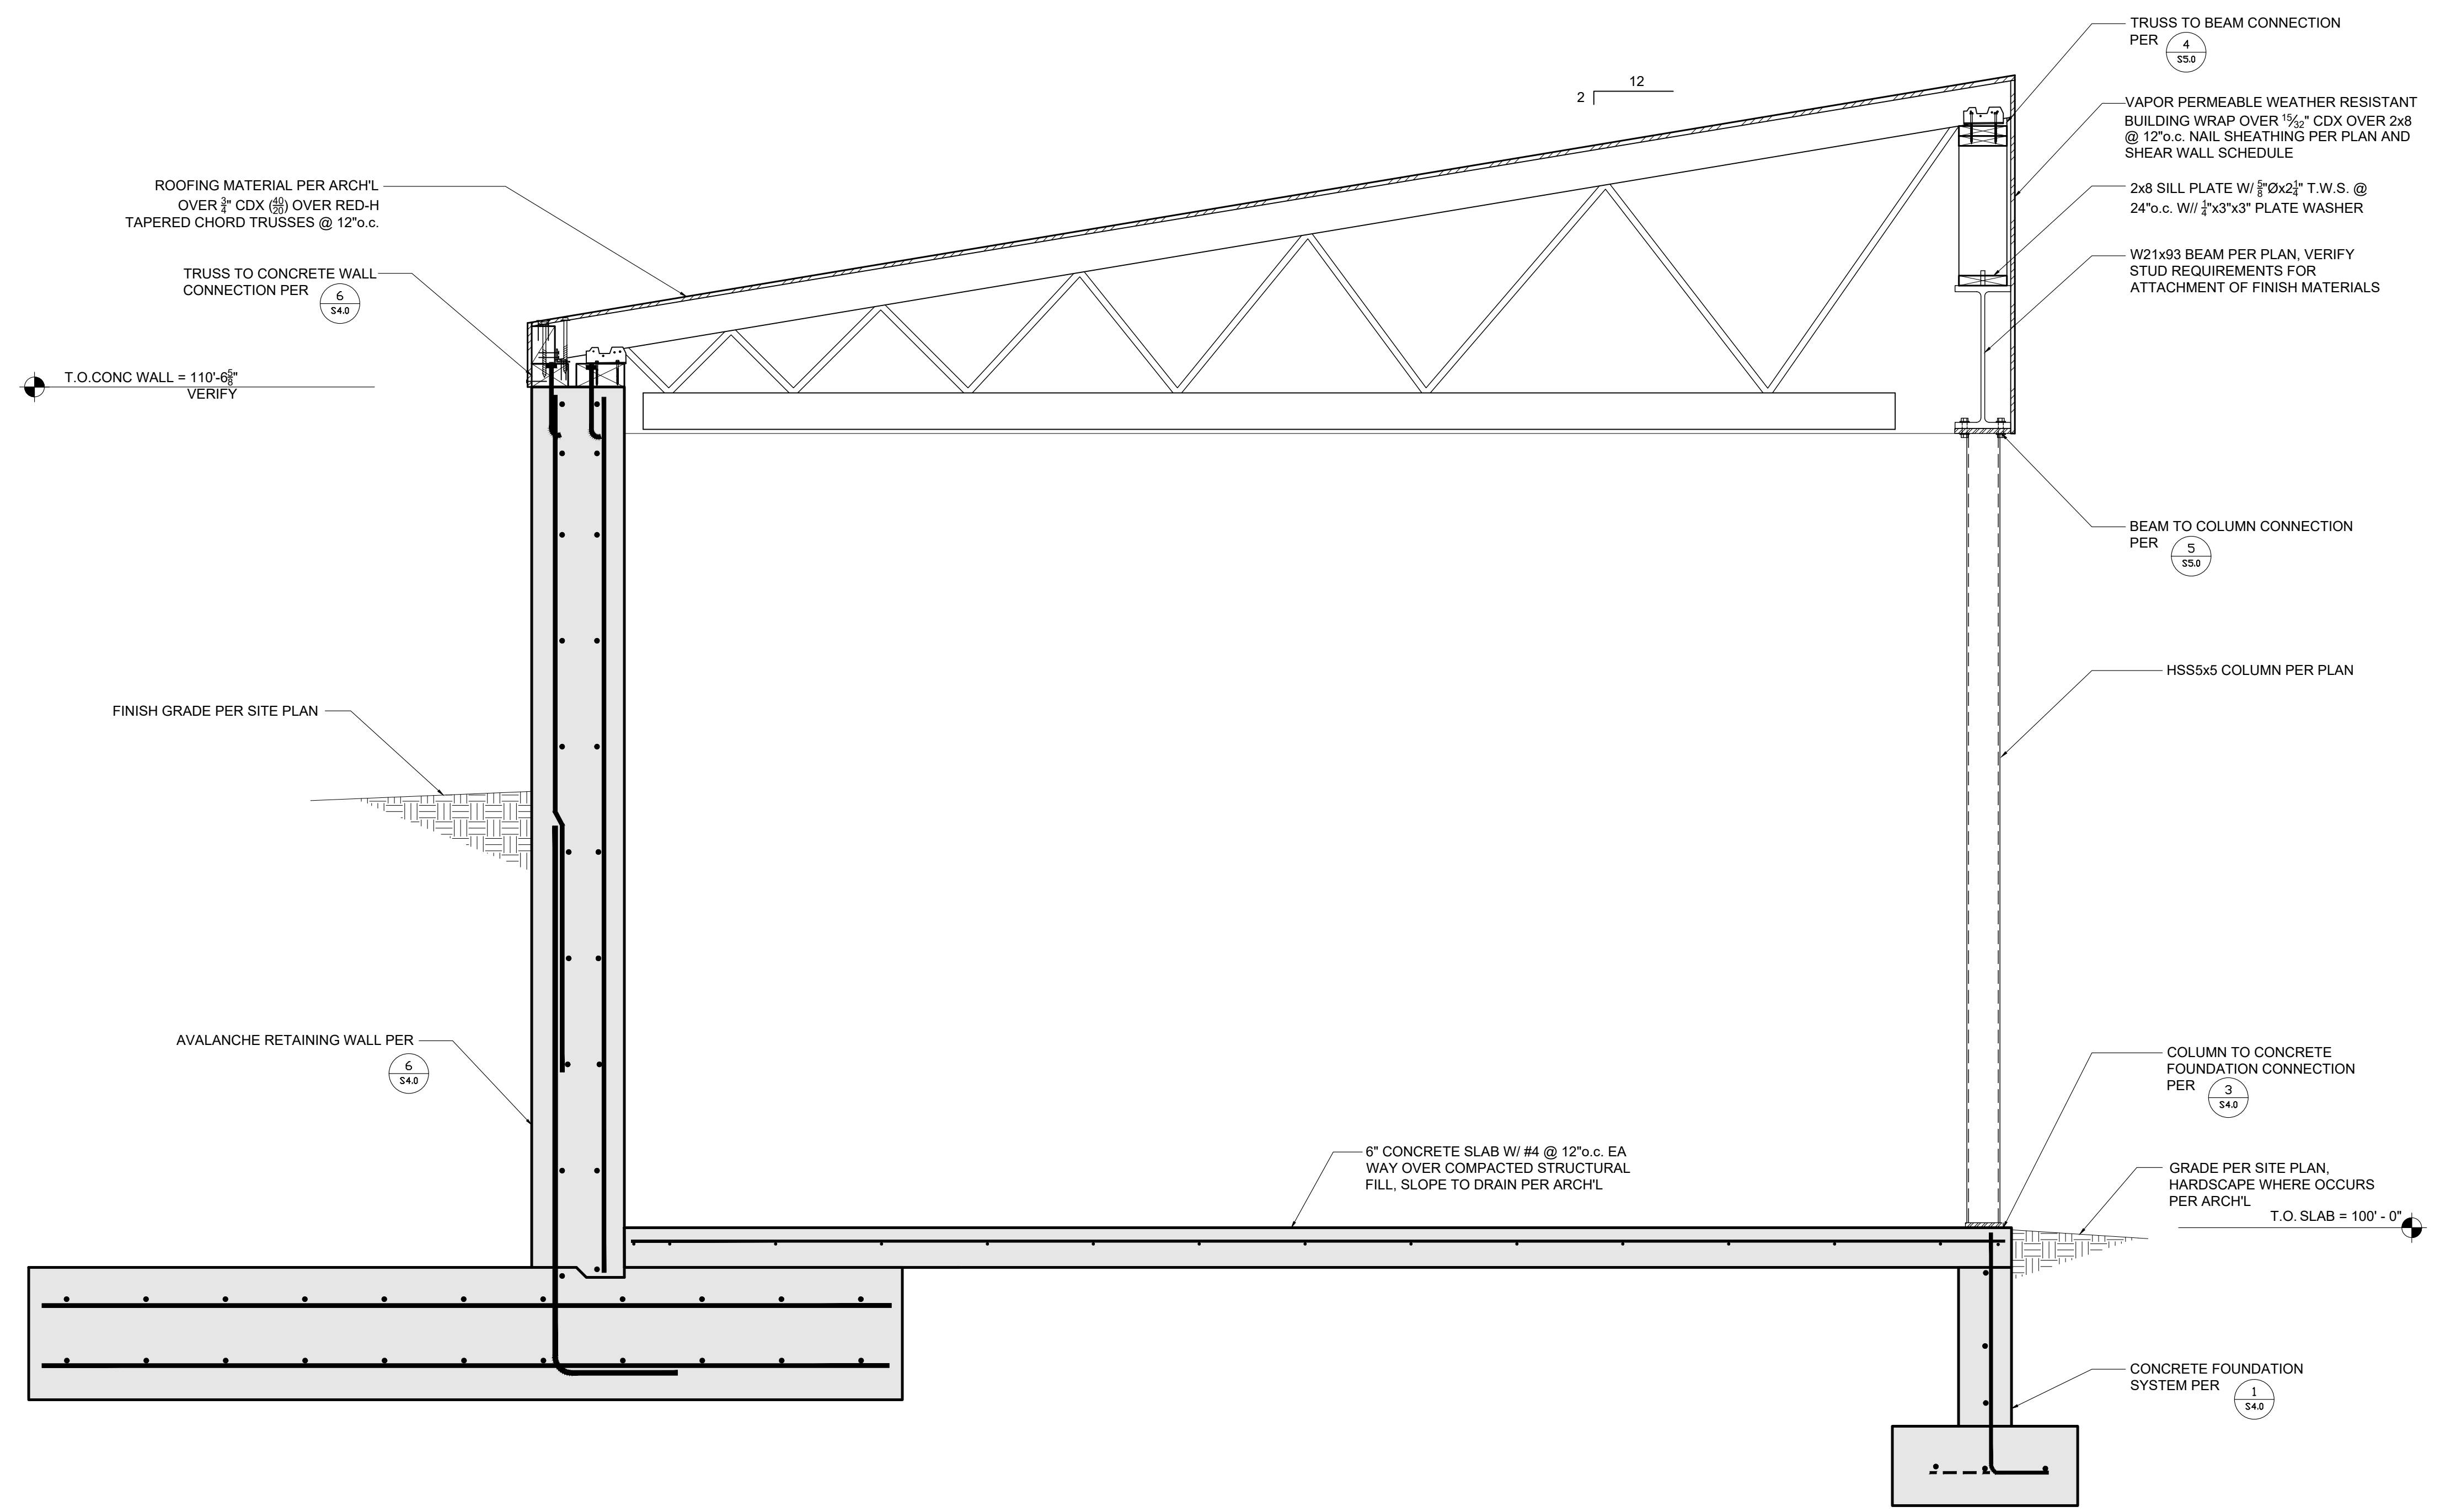 TRUSS TO BEAM CONNECTION
PER 4
S5.0
12
2
VAPOR PERMEABLE WEATHER RESISTANT
BUILDING WRAP OVER 15/32" CDX OVER 2x8
@ 12"o.c. NAIL SHEATHING PER PLAN AND
SHEAR WALL SCHEDULE
2x8 SILL PLATE W/ 5/8"Øx2 1/4" T.W.S. @
24"o.c. W// 1/4"x3"x3" PLATE WASHER
W21x93 BEAM PER PLAN, VERIFY
STUD REQUIREMENTS FOR
ATTACHMENT OF FINISH MATERIALS
ROOFING MATERIAL PER ARCH'L
OVER 3/4" CDX (40/20) OVER RED-H
TAPERED CHORD TRUSSES @ 12"o.c.
TRUSS TO CONCRETE WALL
CONNECTION PER 6
S4.0
T.O.CONC WALL = 110'-6 5/8"
VERIFY
BEAM TO COLUMN CONNECTION
PER 5
S5.0
HSS5x5 COLUMN PER PLAN
FINISH GRADE PER SITE PLAN
AVALANCHE RETAINING WALL PER
6
S4.0
COLUMN TO CONCRETE
FOUNDATION CONNECTION
PER 3
S4.0
6" CONCRETE SLAB W/ #4 @ 12"o.c. EA
WAY OVER COMPACTED STRUCTURAL
FILL, SLOPE TO DRAIN PER ARCH'L
GRADE PER SITE PLAN,
HARDSCAPE WHERE OCCURS
PER ARCH'L
T.O. SLAB = 100' - 0"
CONCRETE FOUNDATION
SYSTEM PER 1
S4.0